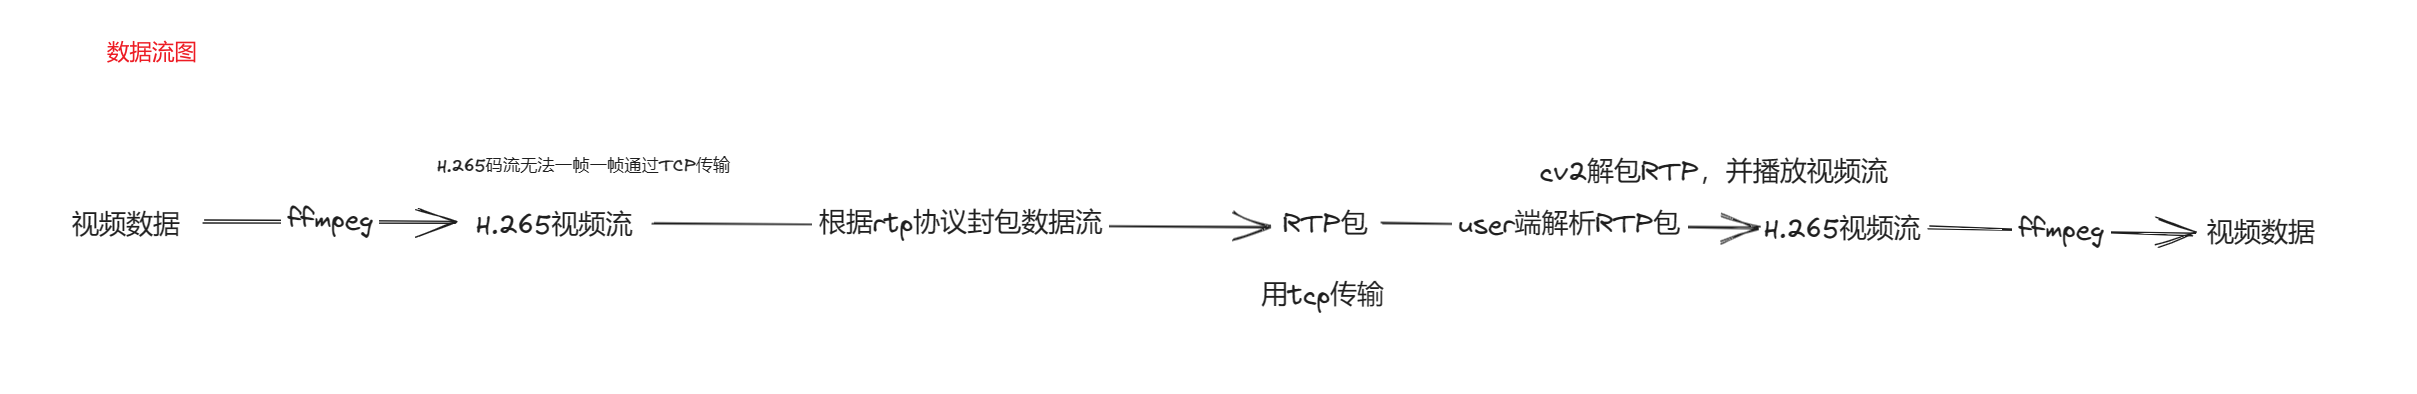 数据流图
H.265码流无法一帧一帧通过TCP传输
cv2解包RTP，并播放视频流
视频数据 ffmpeg H.265视频流 根据rtp协议封包数据流 RTP包 user端解析RTP包 H.265视频流 ffmpeg 视频数据
用tcp传输